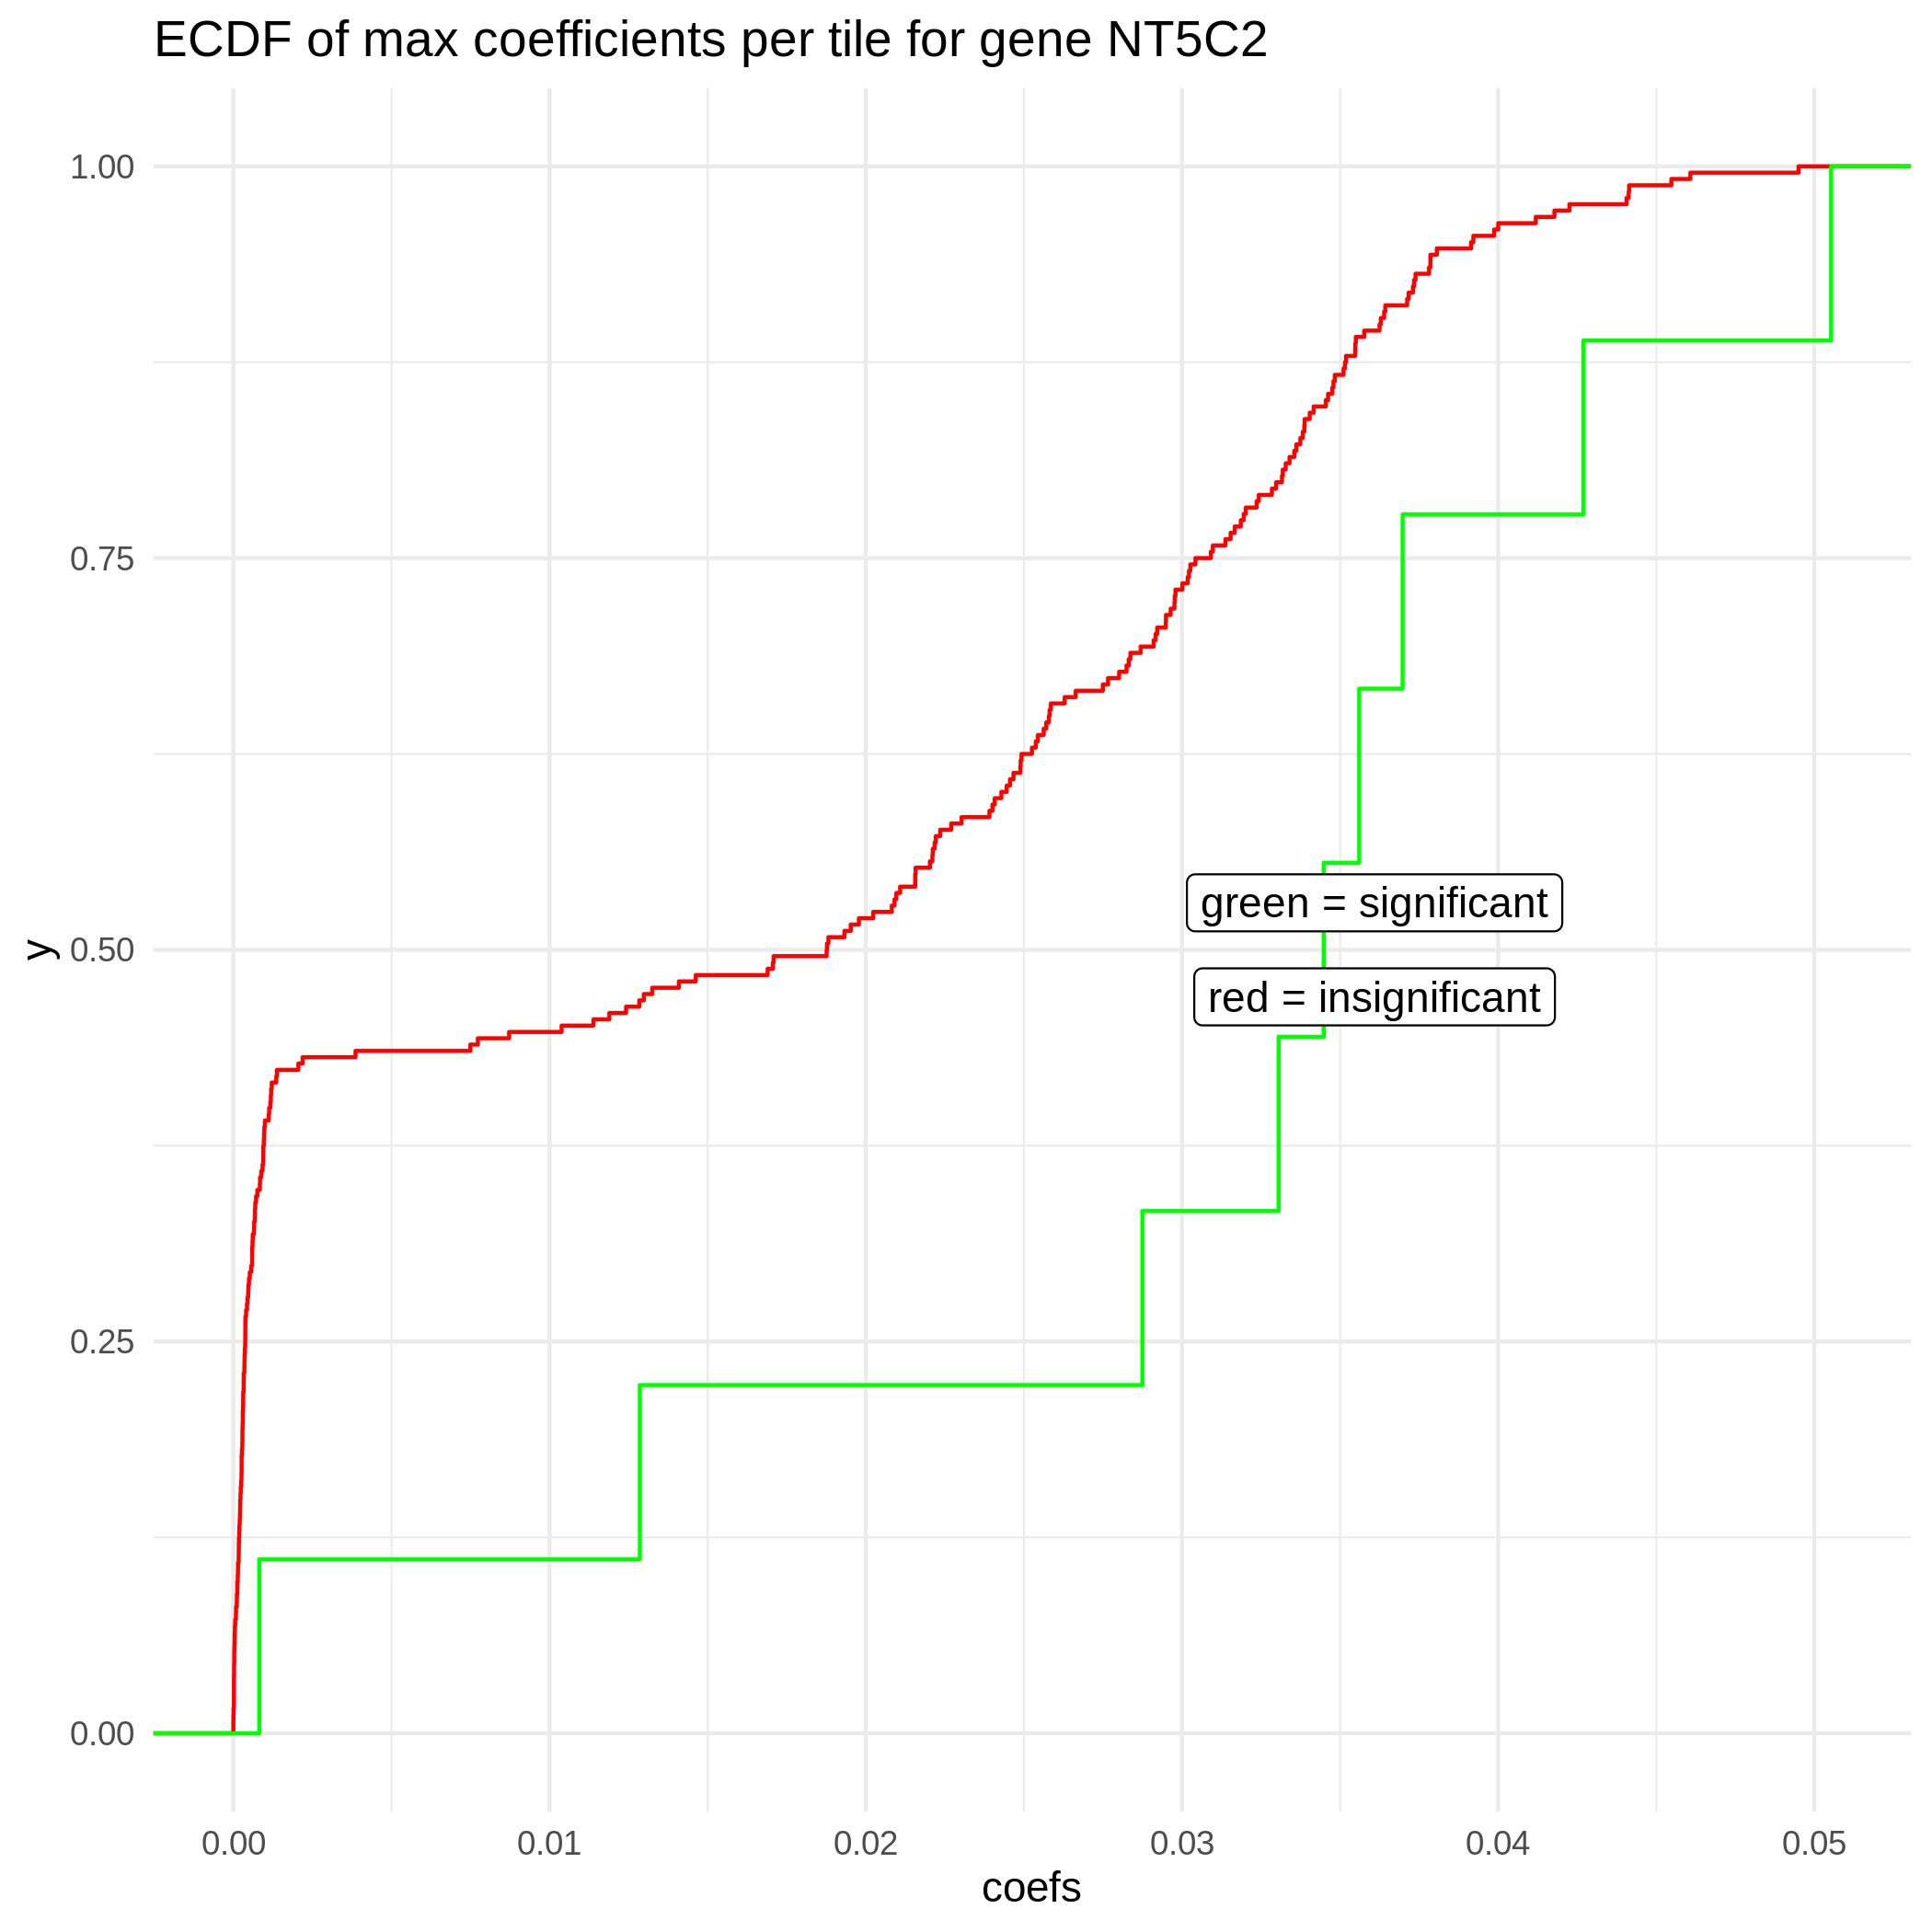 ECDF of max coefficients per tile for gene NT5C2
1.00
0.75
0.50
0.25
0.00
y
green = significant
red = insignificant
0.00 0.01 0.02 0.03 0.04 0.05
coefs